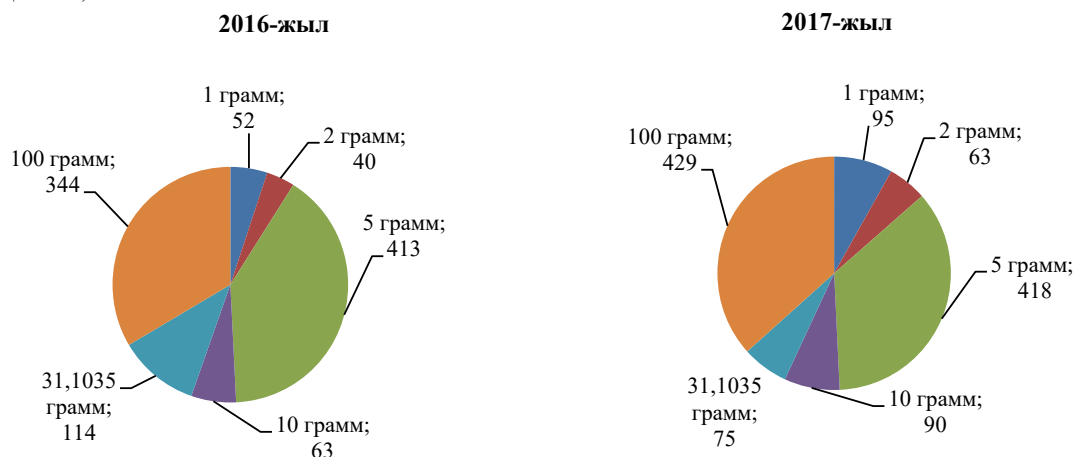 2016-жыл
1 грамм;
52
2 грамм;
40
5 грамм;
413
10 грамм;
63
31,1035
грамм;
114
100 грамм;
344
2017-жыл
1 грамм;
95
2 грамм;
63
5 грамм;
418
10 грамм;
90
31,1035
грамм;
75
100 грамм;
429